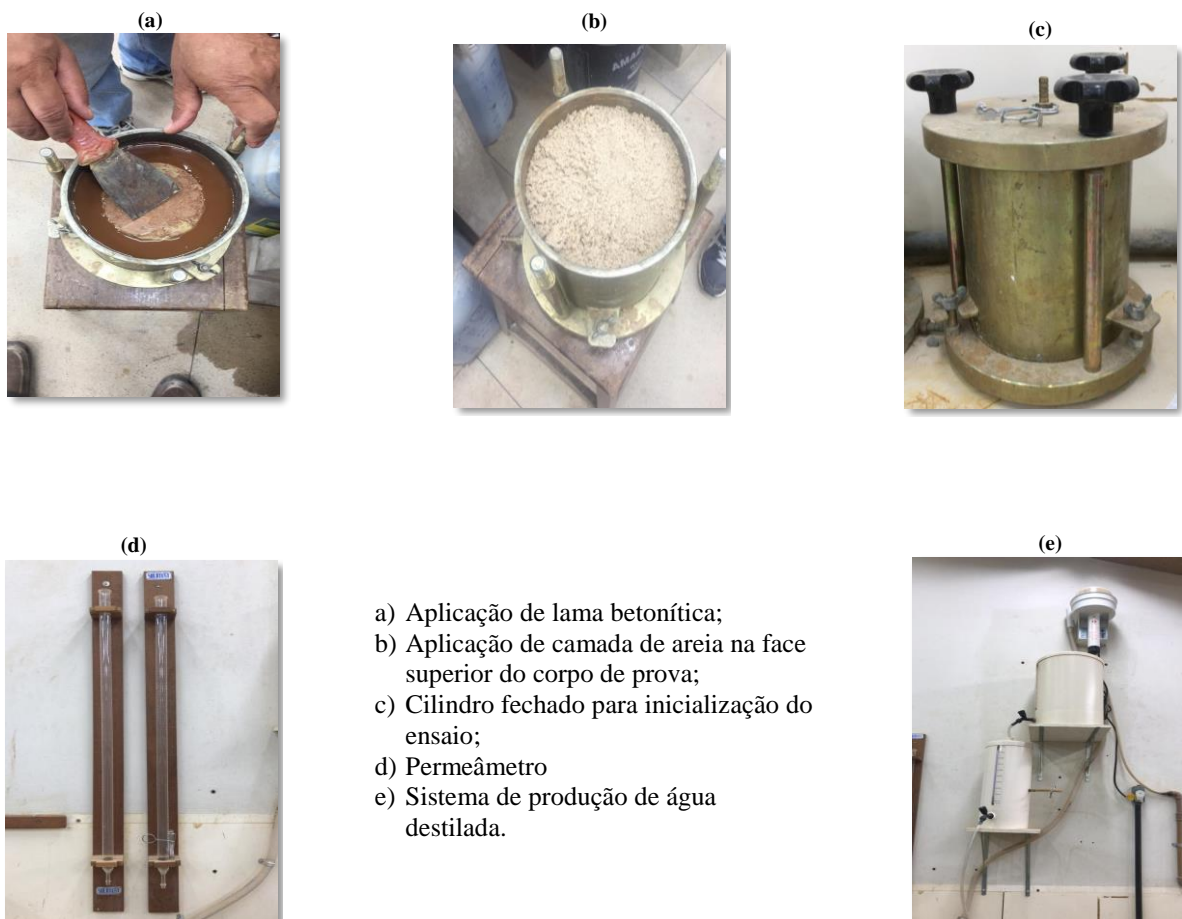 (a)
(b)
(c)
AMAP
(d)
(e)
a) Aplicação de lama betonítica;
b) Aplicação de camada de areia na face
superior do corpo de prova;
c) Cilindro fechado para inicialização do
ensaio;
d) Permeâmetro
e) Sistema de produção de água
destilada.